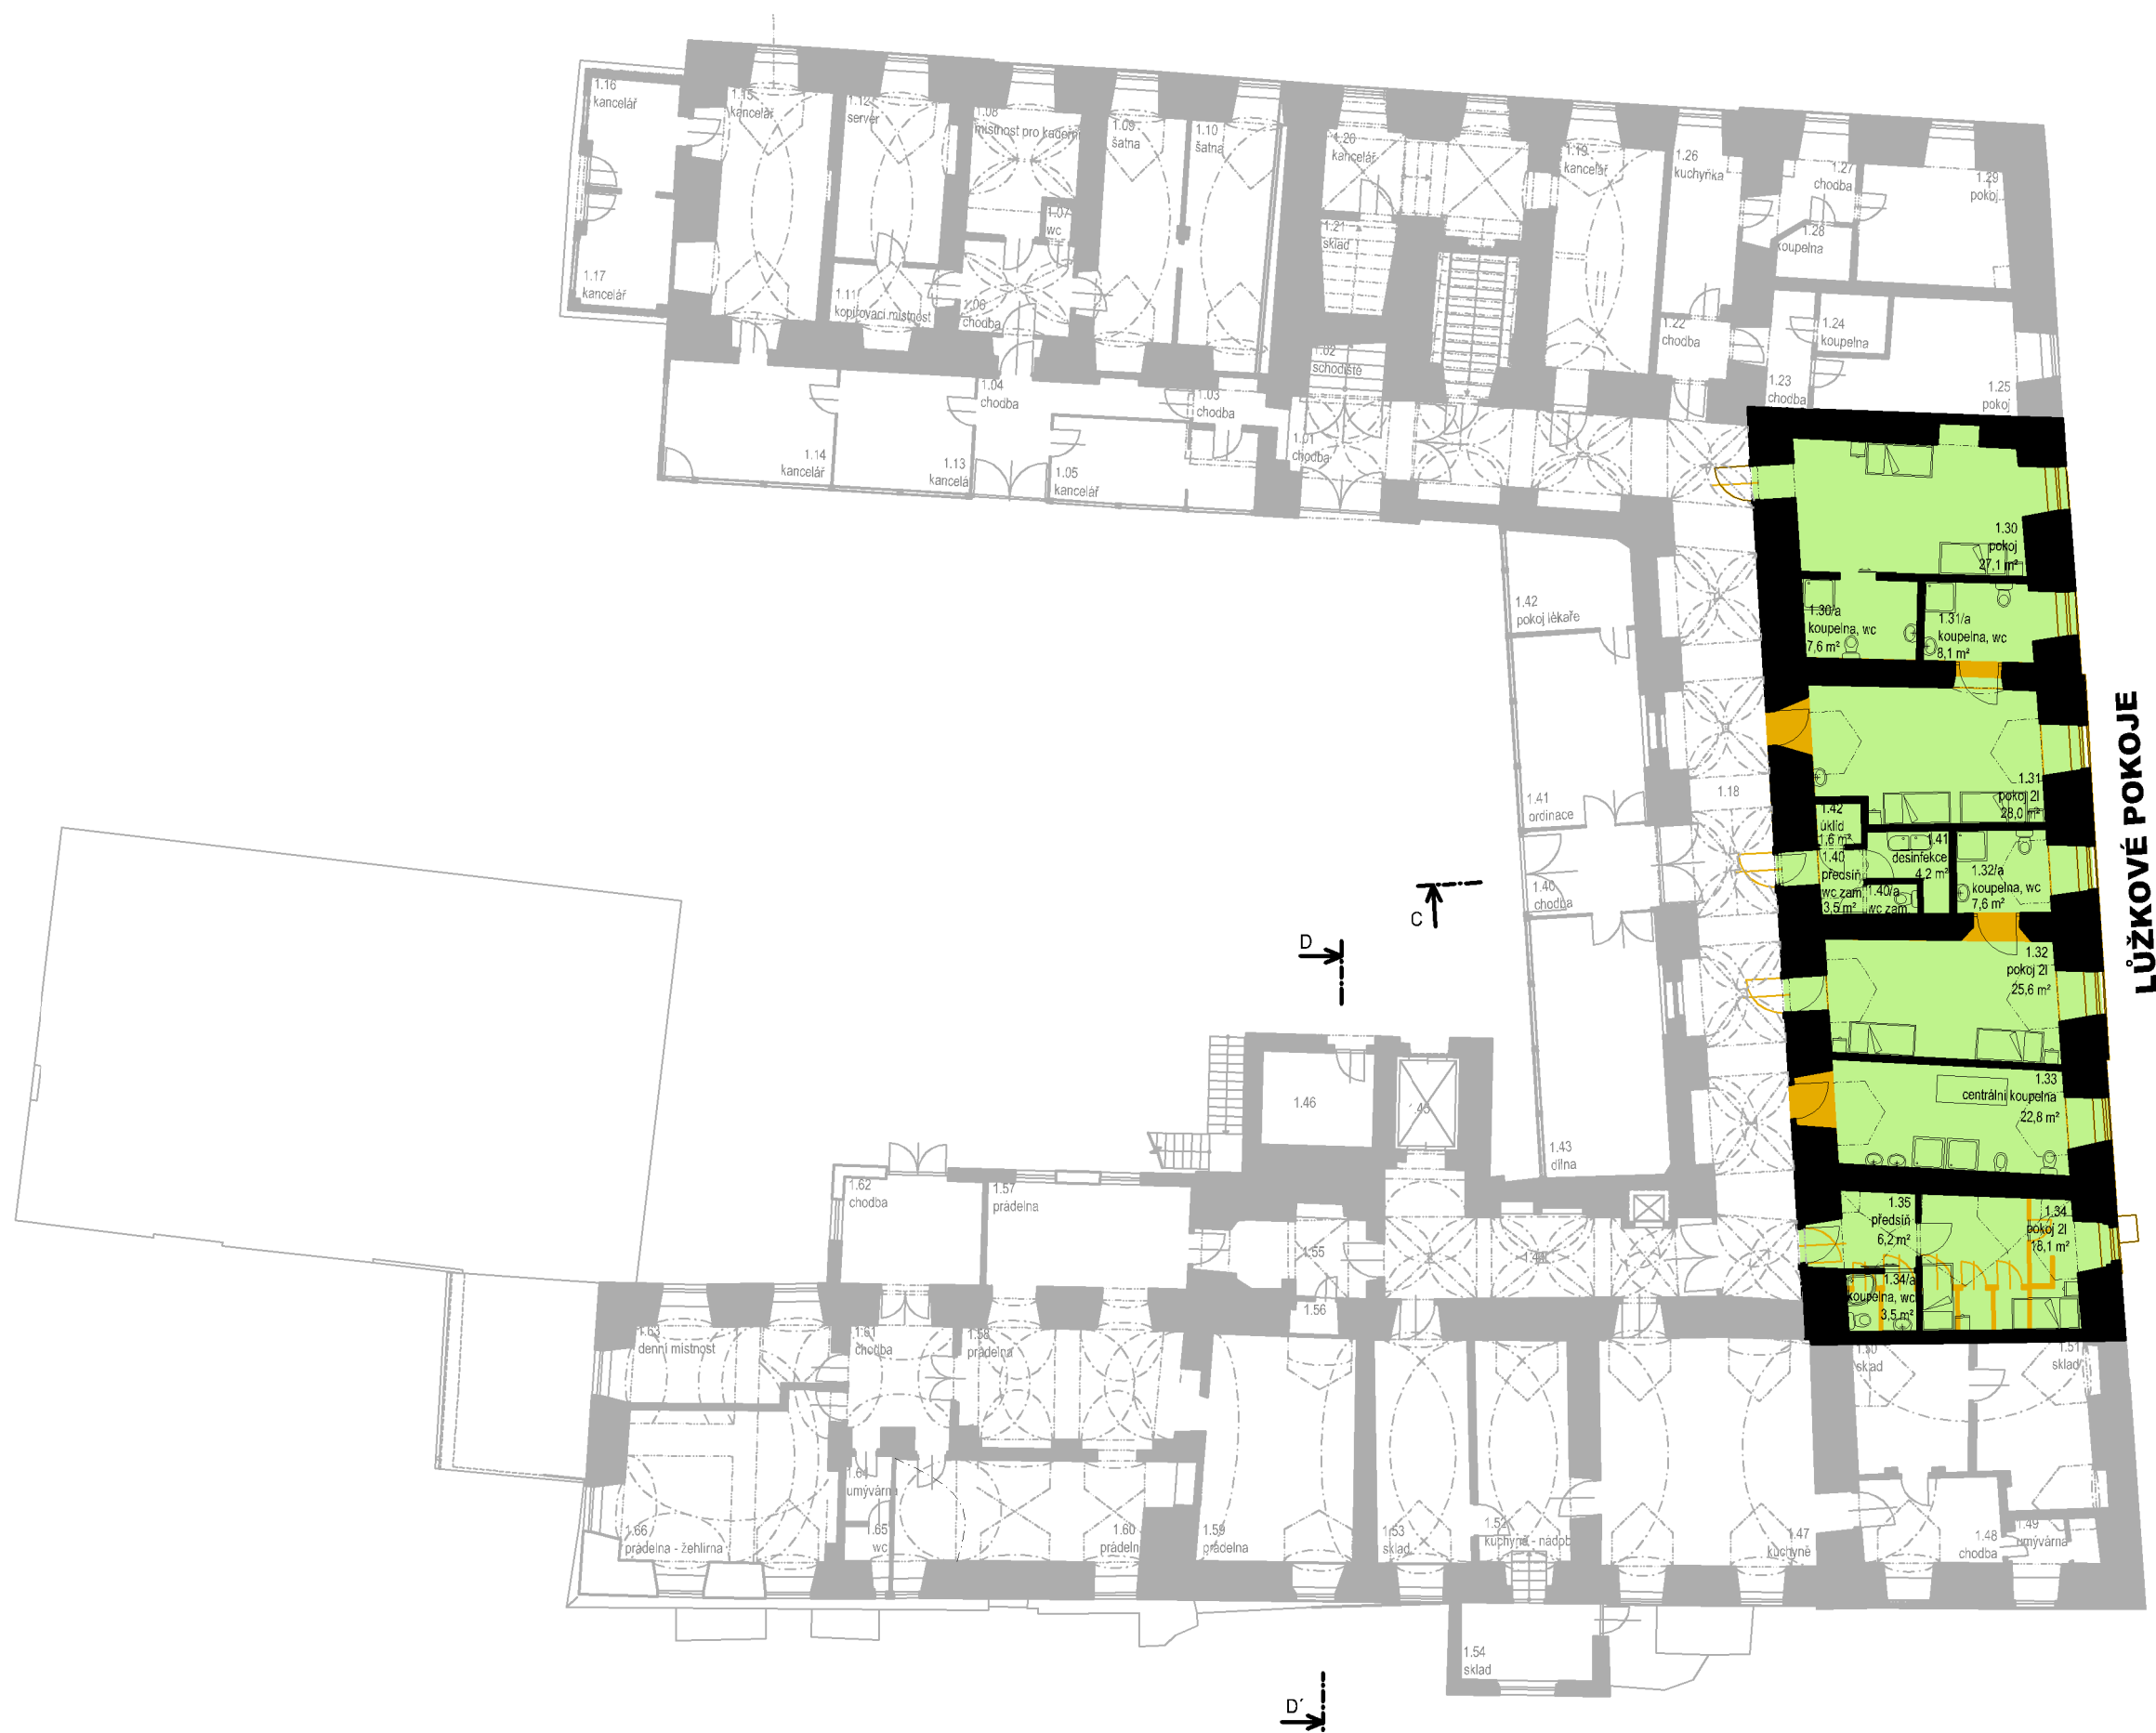 1.16
kancelář
1.15
kancelář
1.12
server
1.08
místnost pro kadeřn
1.09
šatna
1.10
šatna
1.20
kancelář
1.19
kancelář
1.26
kuchyňka
1.27
chodba
1.29
pokoj
1.07
wc
1.21
sklad
1.28
koupelna
1.17
kancelář
1.11
kopírovací místnost
1.06
chodba
1.22
chodba
1.24
koupelna
1.02
schodiště
1.04
chodba
1.03
chodba
1.23
chodba
1.25
pokoj
1.14
kancelář
1.13
kancelá
1.05
kancelář
1.01
chodba
1.30
pokoj
27,1 m²
1.42
pokoj lékaře
1.30/a
koupelna, wc
7,6 m²
1.31/a
koupelna, wc
8,1 m²
LŮŽKOVÉ POKOJE
1.31
pokoj 2l
28,0 m²
1.18
1.41
ordinace
1.42
úklid
1,6 m²
1.41
desinfekce
4,2 m²
1.40
předsíň
wc zam
3,5 m²
1.40/a
wc zam
1.32/a
koupelna, wc
7,6 m²
1.40
chodba
C
D
1.32
pokoj 2l
25,6 m²
1.33
centrální koupelna
22,8 m²
1.46
1.43
dílna
1.62
chodba
1.57
prádelna
1.35
předsíň
6,2 m²
1.34
pokoj 2l
18,1 m²
1.55
1.34/a
koupelna, wc
3,5 m²
1.56
1.63
denní místnost
1.61
chodba
1.58
prádelna
1.50
sklad
1.51
sklad
umývárna
1.66
prádelna - žehlírna
1.65
wc
1.60
prádeln
1.59
prádelna
1.53
sklad
1.52
kuchyně - nádob
1.47
kuchyně
1.48
chodba
1.49
umývárna
1.54
sklad
D´